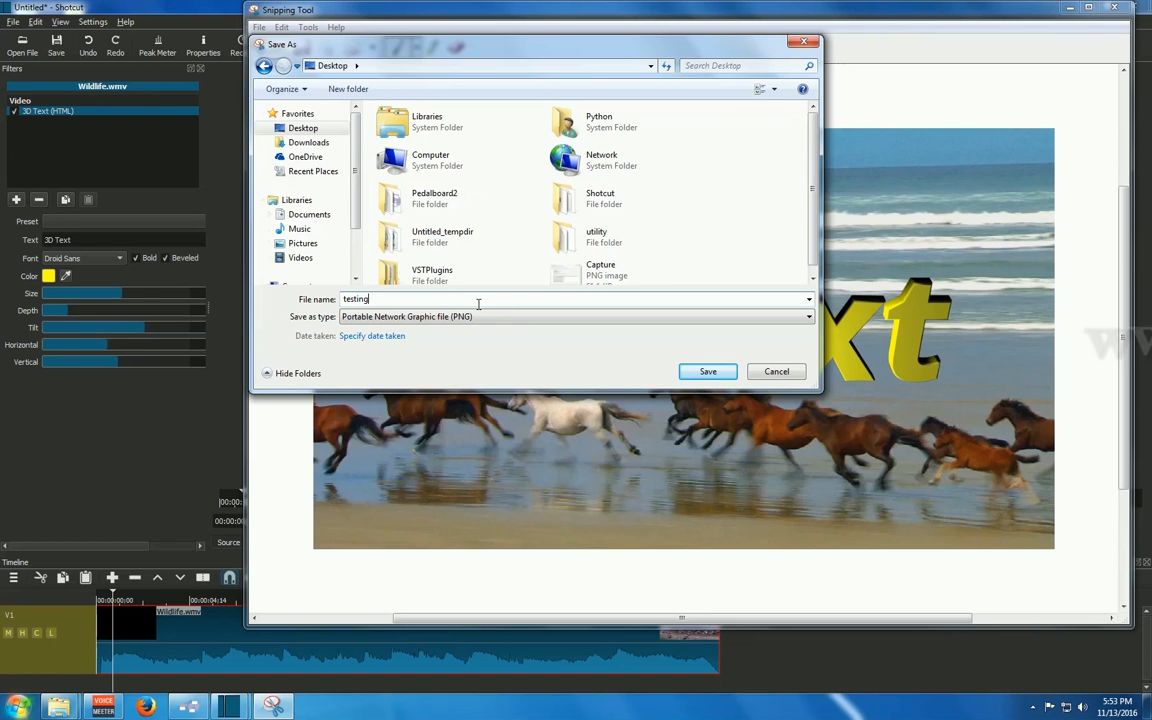 Untitled* - Shotcut
File Edit View Settings Help
Open File Save Undo Redo Peak Meter Properties
Filters
Wildlife.wmv
Video
✓ 3D Text (HTML)
Preset
Text 3D Text
Font Droid Sans ✓ Bold ✓ Beveled
Color
Size
Depth
Tilt
Horizontal
Vertical
Snipping Tool
File Edit Tools Help
Save As
Desktop
Search Desktop
Organize New folder
Favorites
Desktop
Downloads
OneDrive
Recent Places
Libraries
Documents
Music
Pictures
Videos
Libraries
System Folder
Python
System Folder
Computer
System Folder
Network
System Folder
Pedalboard2
File folder
Shotcut
File folder
Untitled_tempdir
File folder
utility
File folder
VSTPlugins
File folder
Capture
PNG image
File name: testing
Save as type: Portable Network Graphic file (PNG)
Date taken: Specify date taken
Hide Folders
Save Cancel
xt
Source
Timeline
00:00:00:00 00:00:04:14
V1 Wildlife.wmv
M H C L
VOICE
MEETER
5:53 PM
11/13/2016